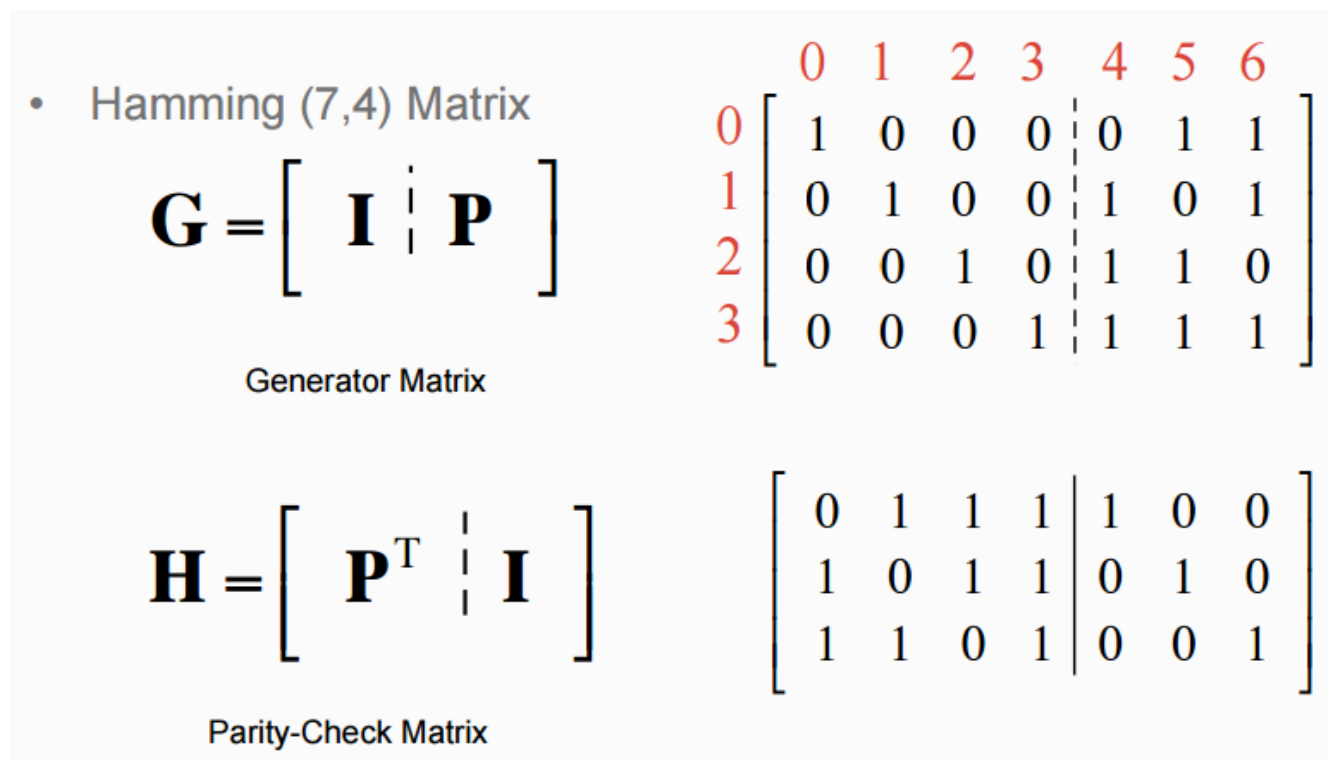 • Hamming (7,4) Matrix
G = [ I ¦ P ]
Generator Matrix
0 1 2 3 4 5 6
0 [ 1 0 0 0 ¦ 0 1 1 ]
1 [ 0 1 0 0 ¦ 1 0 1 ]
2 [ 0 0 1 0 ¦ 1 1 0 ]
3 [ 0 0 0 1 ¦ 1 1 1 ]
H = [ Pᵀ ¦ I ]
Parity-Check Matrix
[ 0 1 1 1 | 1 0 0 ]
[ 1 0 1 1 | 0 1 0 ]
[ 1 1 0 1 | 0 0 1 ]